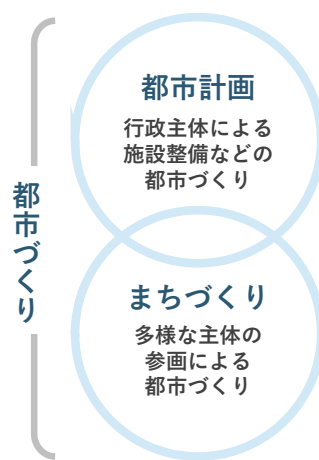 都市づくり
都市計画
行政主体による
施設整備などの
都市づくり
まちづくり
多様な主体の
参画による
都市づくり